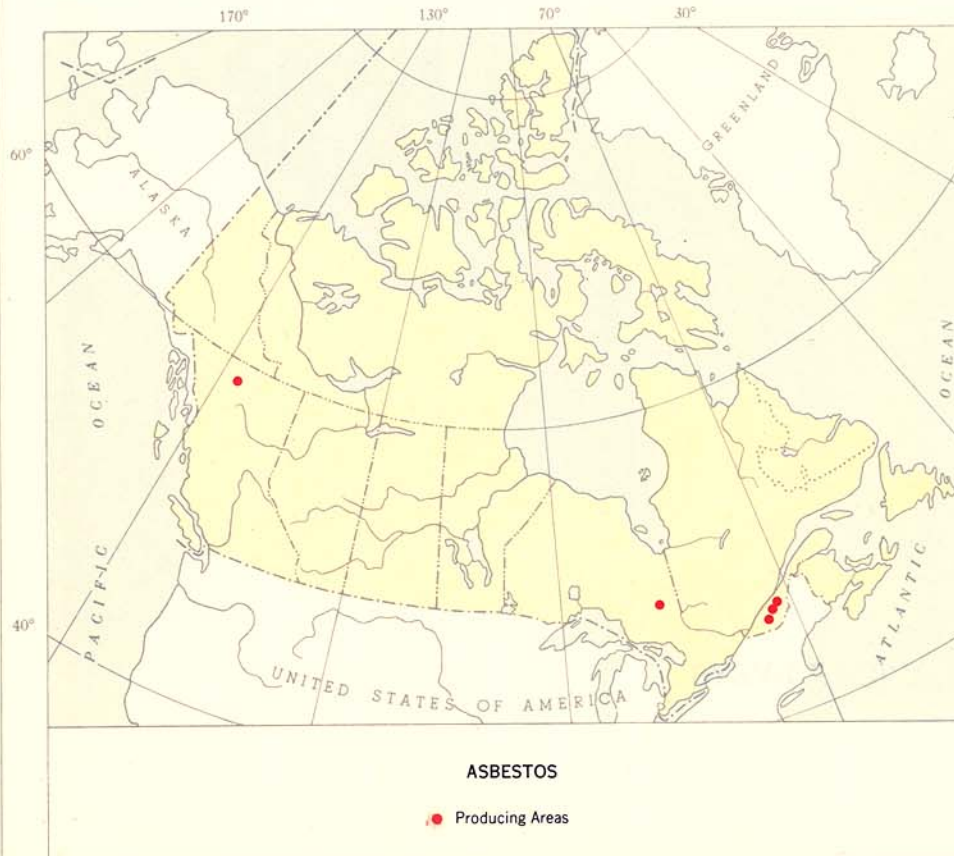 170° 130° 70° 30°
60°
GREENLAND
ALASKA
PACIFIC OCEAN
ATLANTIC OCEAN
40°
UNITED STATES OF AMERICA
ASBESTOS
Producing Areas